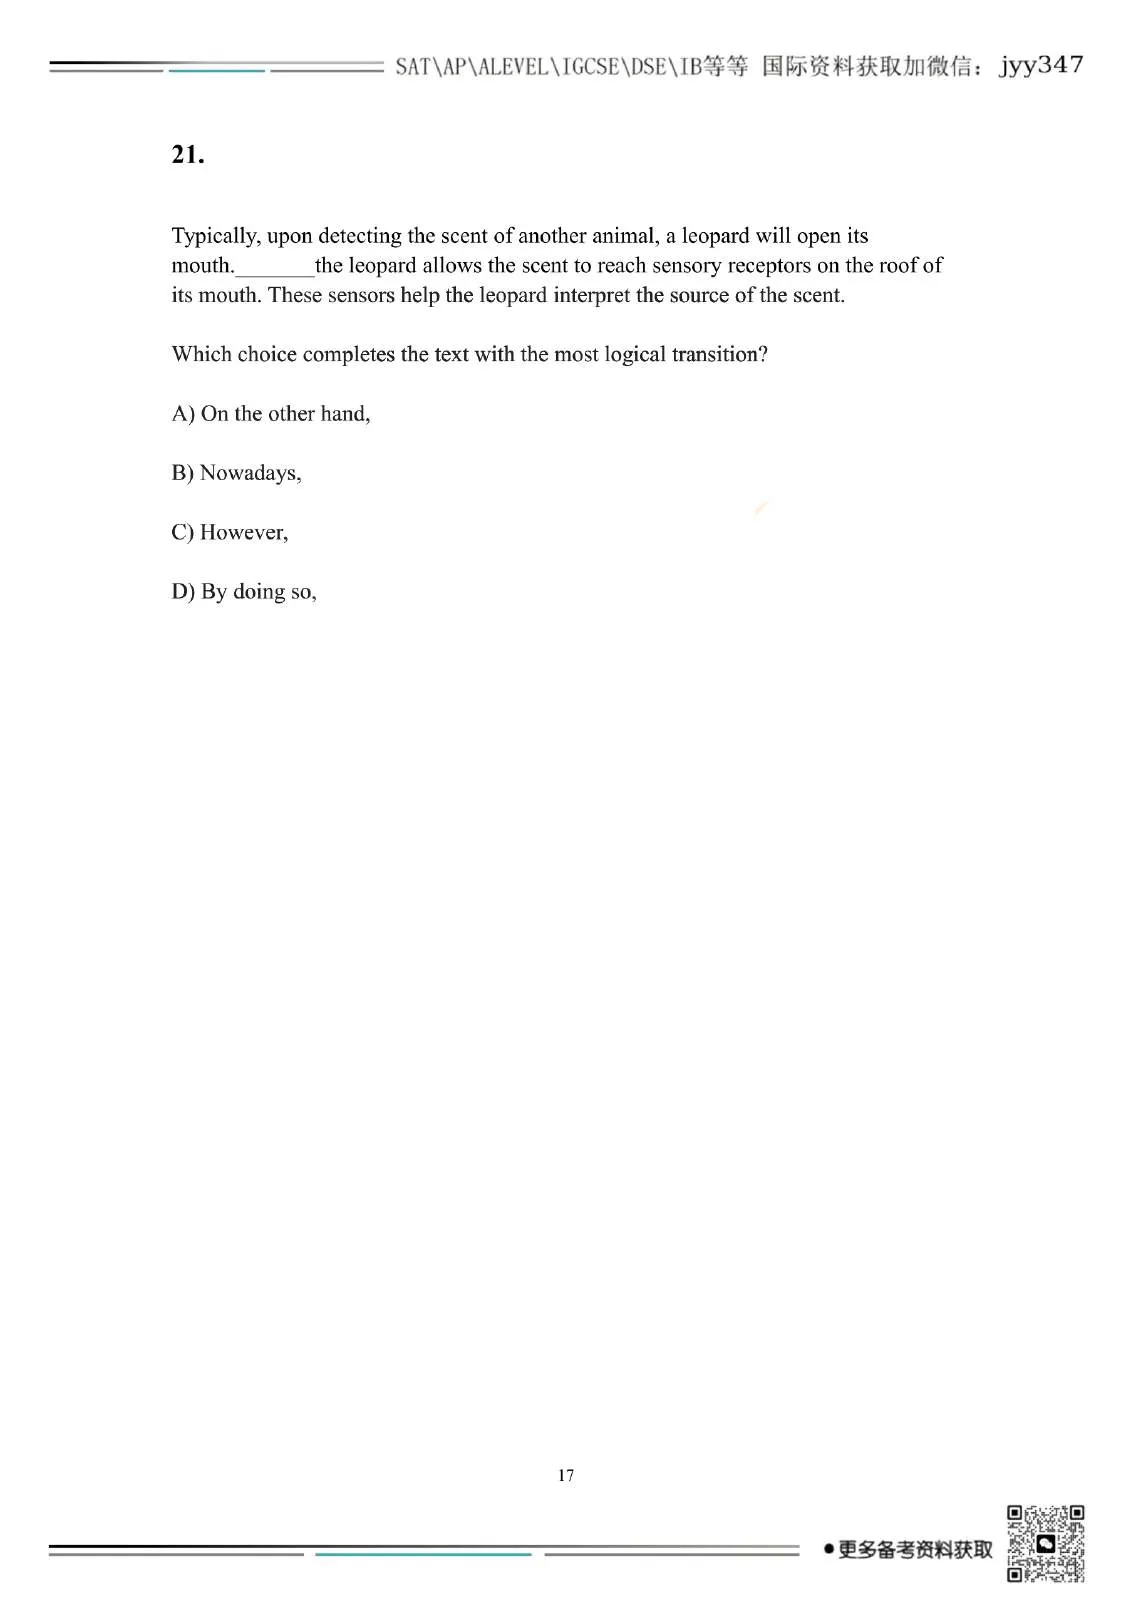 SAT\AP\ALEVEL\IGCSE\DSE\IB等等 国际资料获取加微信: jyy347
21.
Typically, upon detecting the scent of another animal, a leopard will open its
mouth._______the leopard allows the scent to reach sensory receptors on the roof of
its mouth. These sensors help the leopard interpret the source of the scent.
Which choice completes the text with the most logical transition?
A) On the other hand,
B) Nowadays,
C) However,
D) By doing so,
17
●更多备考资料获取